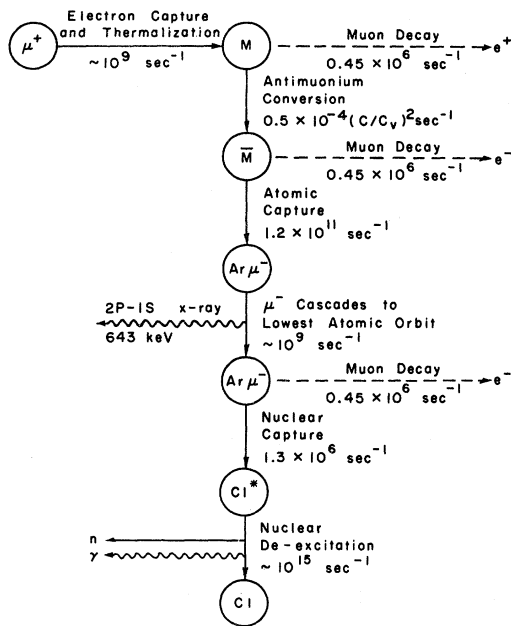 Electron Capture
and Thermalization
~10⁹ sec⁻¹
μ⁺
M
Muon Decay
0.45 × 10⁶ sec⁻¹
e⁺
Antimuonium
Conversion
0.5 × 10⁻⁴ (C/Cᵥ)² sec⁻¹
M̅
Muon Decay
0.45 × 10⁶ sec⁻¹
e⁻
Atomic
Capture
1.2 × 10¹¹ sec⁻¹
Ar μ⁻
2P-1S x-ray
643 keV
μ⁻ Cascades to
Lowest Atomic Orbit
~10⁹ sec⁻¹
Ar μ⁻
Muon Decay
0.45 × 10⁶ sec⁻¹
e⁻
Nuclear
Capture
1.3 × 10⁶ sec⁻¹
Cl*
n
γ
Nuclear
De-excitation
~ 10¹⁵ sec⁻¹
Cl